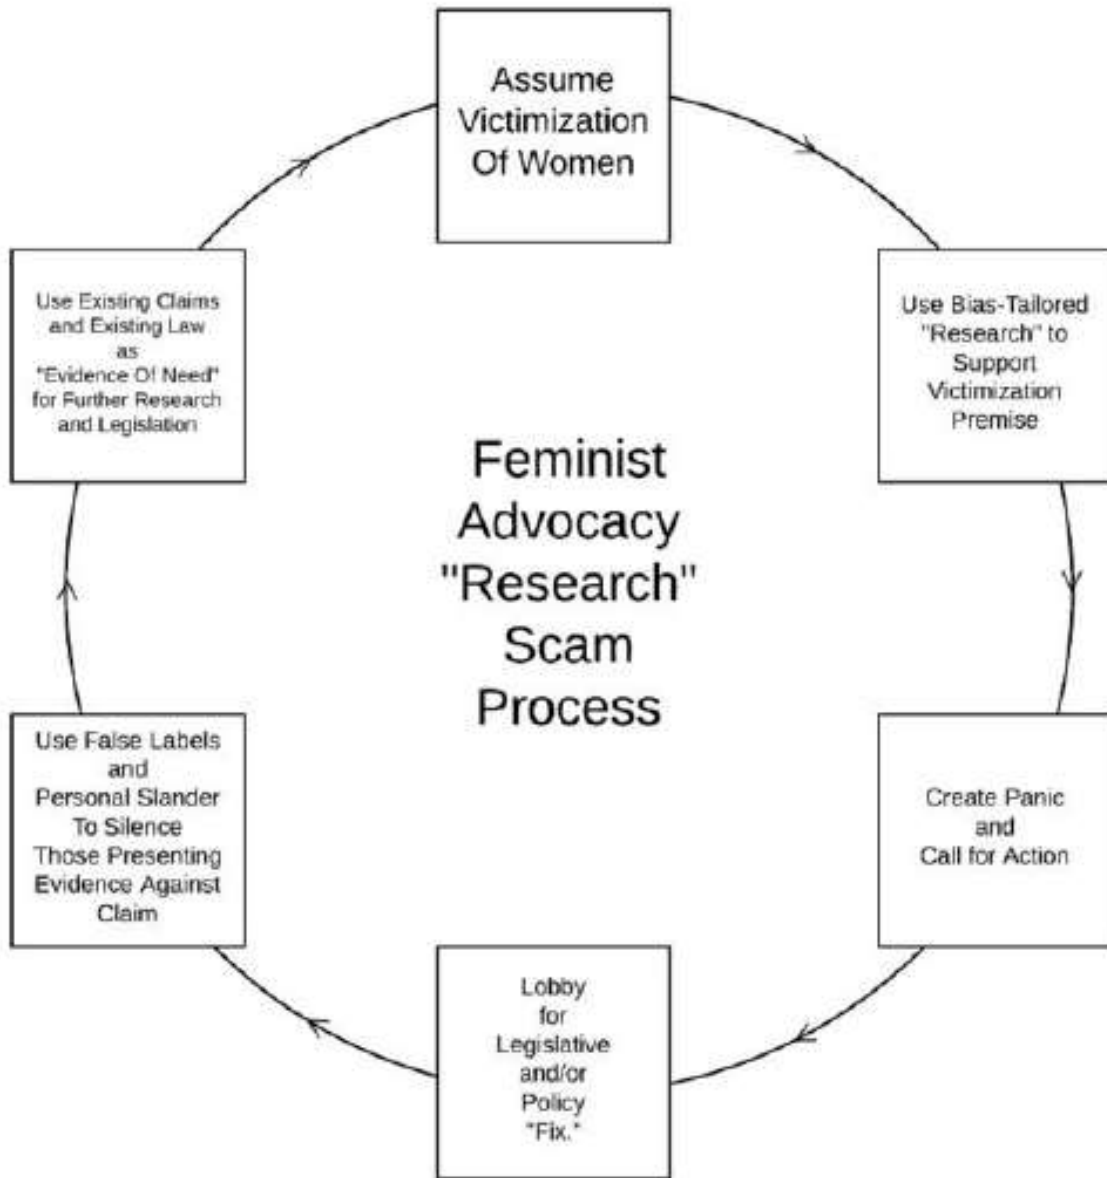 Assume
Victimization
Of Women
Use Bias-Tailored
"Research" to
Support
Victimization
Premise
Create Panic
and
Call for Action
Lobby
for
Legislative
and/or
Policy
"Fix."
Use False Labels
and
Personal Slander
To Silence
Those Presenting
Evidence Against
Claim
Use Existing Claims
and Existing Law
as
"Evidence Of Need"
for Further Research
and Legislation
Feminist
Advocacy
"Research"
Scam
Process